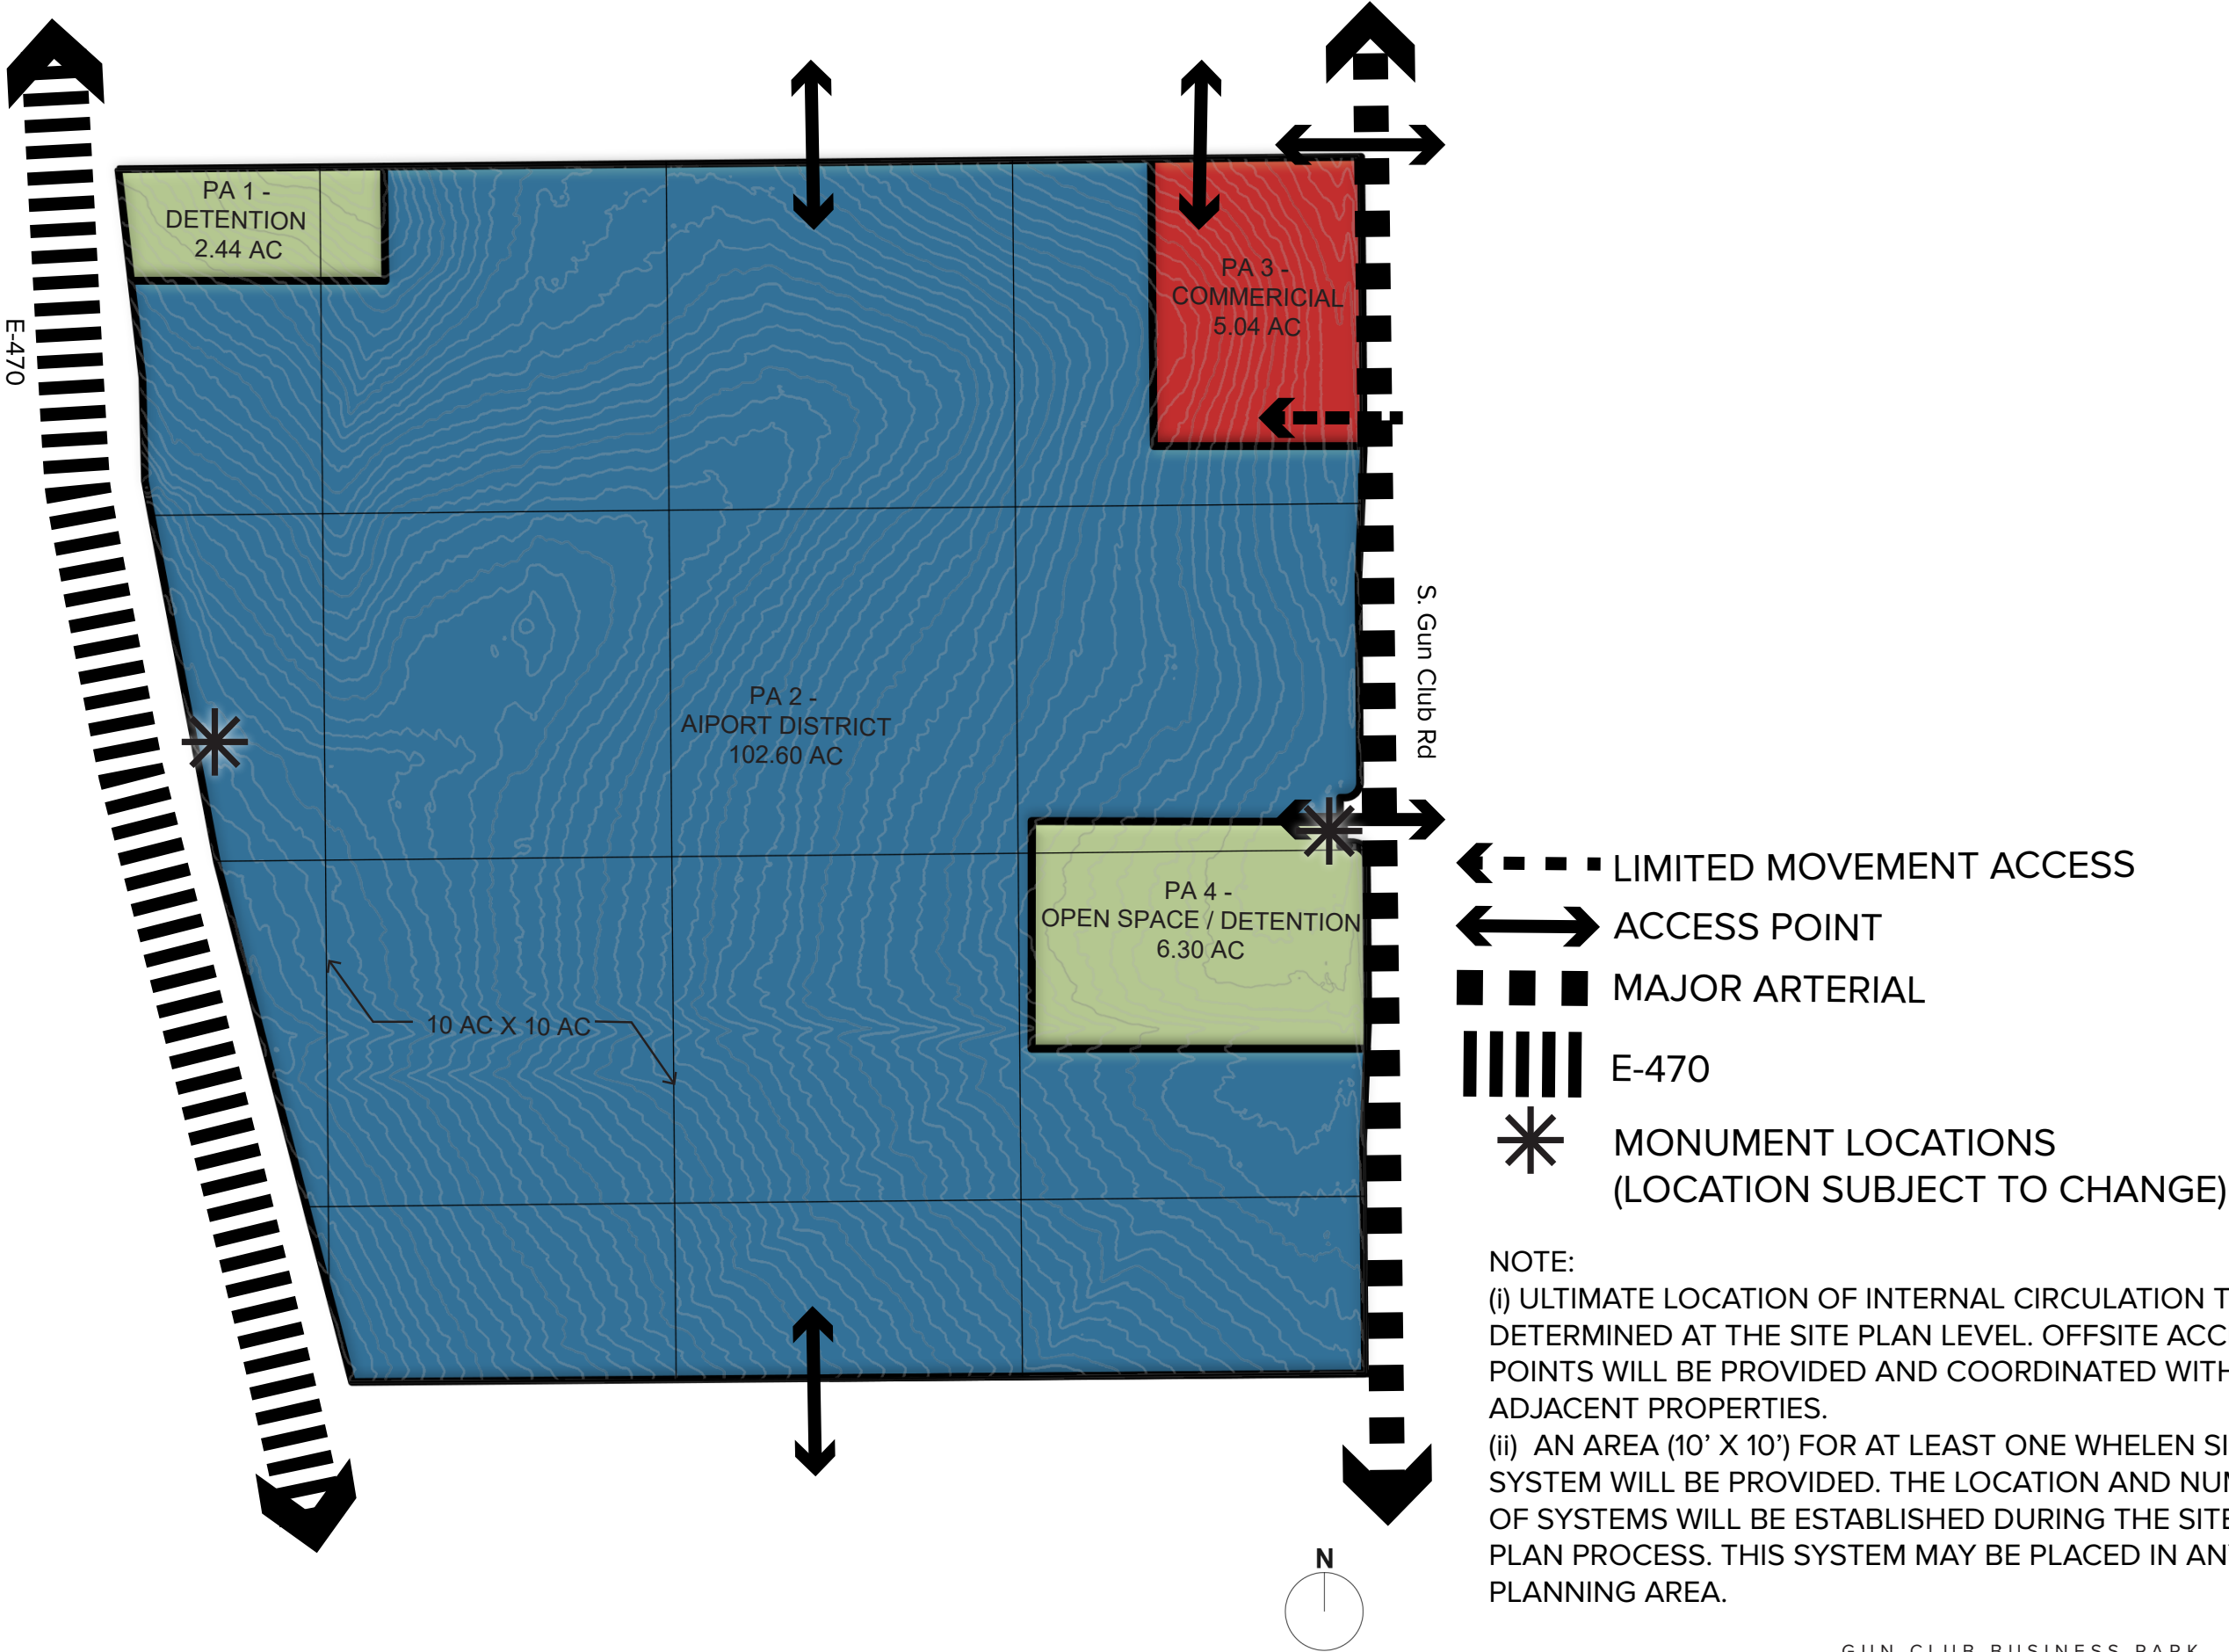 E-470
PA 1 -
DETENTION
2.44 AC
PA 3 -
COMMERICIAL
5.04 AC
S. Gun Club Rd
PA 2 -
AIPORT DISTRICT
102.60 AC
PA 4 -
OPEN SPACE / DETENTION
6.30 AC
10 AC X 10 AC
LIMITED MOVEMENT ACCESS
ACCESS POINT
MAJOR ARTERIAL
E-470
MONUMENT LOCATIONS
(LOCATION SUBJECT TO CHANGE)
NOTE:
(i) ULTIMATE LOCATION OF INTERNAL CIRCULATION
DETERMINED AT THE SITE PLAN LEVEL. OFFSITE
POINTS WILL BE PROVIDED AND COORDINATED WITH
ADJACENT PROPERTIES.
(ii) AN AREA (10’ X 10’) FOR AT LEAST ONE WHELEN
SYSTEM WILL BE PROVIDED. THE LOCATION AND
OF SYSTEMS WILL BE ESTABLISHED DURING THE SITE
PLAN PROCESS. THIS SYSTEM MAY BE PLACED IN
PLANNING AREA.
N
GUN CLUB BUSINESS PARK